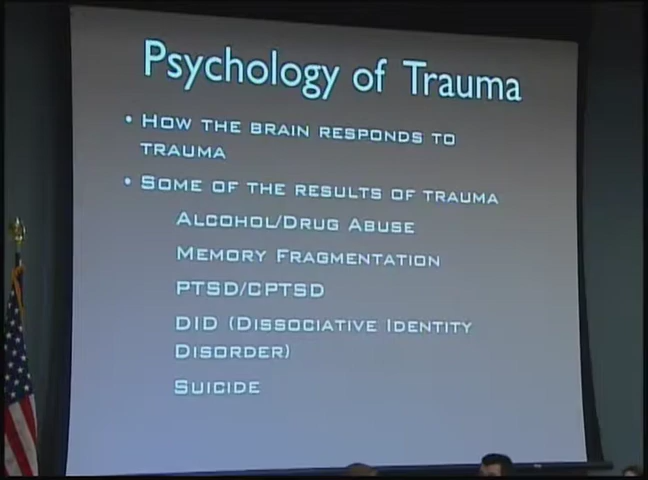 Psychology of Trauma
• How the brain responds to
trauma
• Some of the results of trauma
Alcohol/Drug Abuse
Memory Fragmentation
PTSD/CPTSD
DID (Dissociative Identity
Disorder)
Suicide